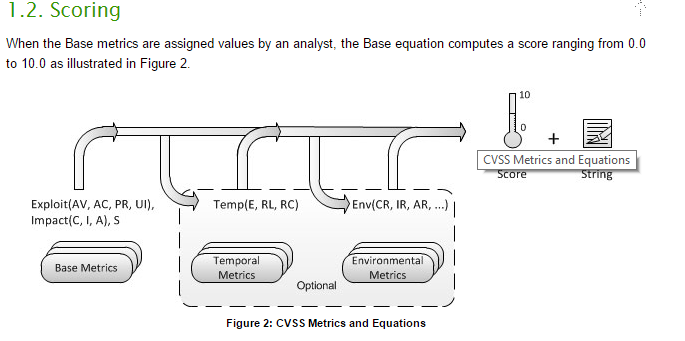 1.2. Scoring
When the Base metrics are assigned values by an analyst, the Base equation computes a score ranging from 0.0
to 10.0 as illustrated in Figure 2.
10
0
+
CVSS Metrics and Equations
Score
String
Exploit(AV, AC, PR, UI),
Impact(C, I, A), S
Temp(E, RL, RC)
Env(CR, IR, AR, ...)
Base Metrics
Temporal
Metrics
Optional
Environmental
Metrics
Figure 2: CVSS Metrics and Equations